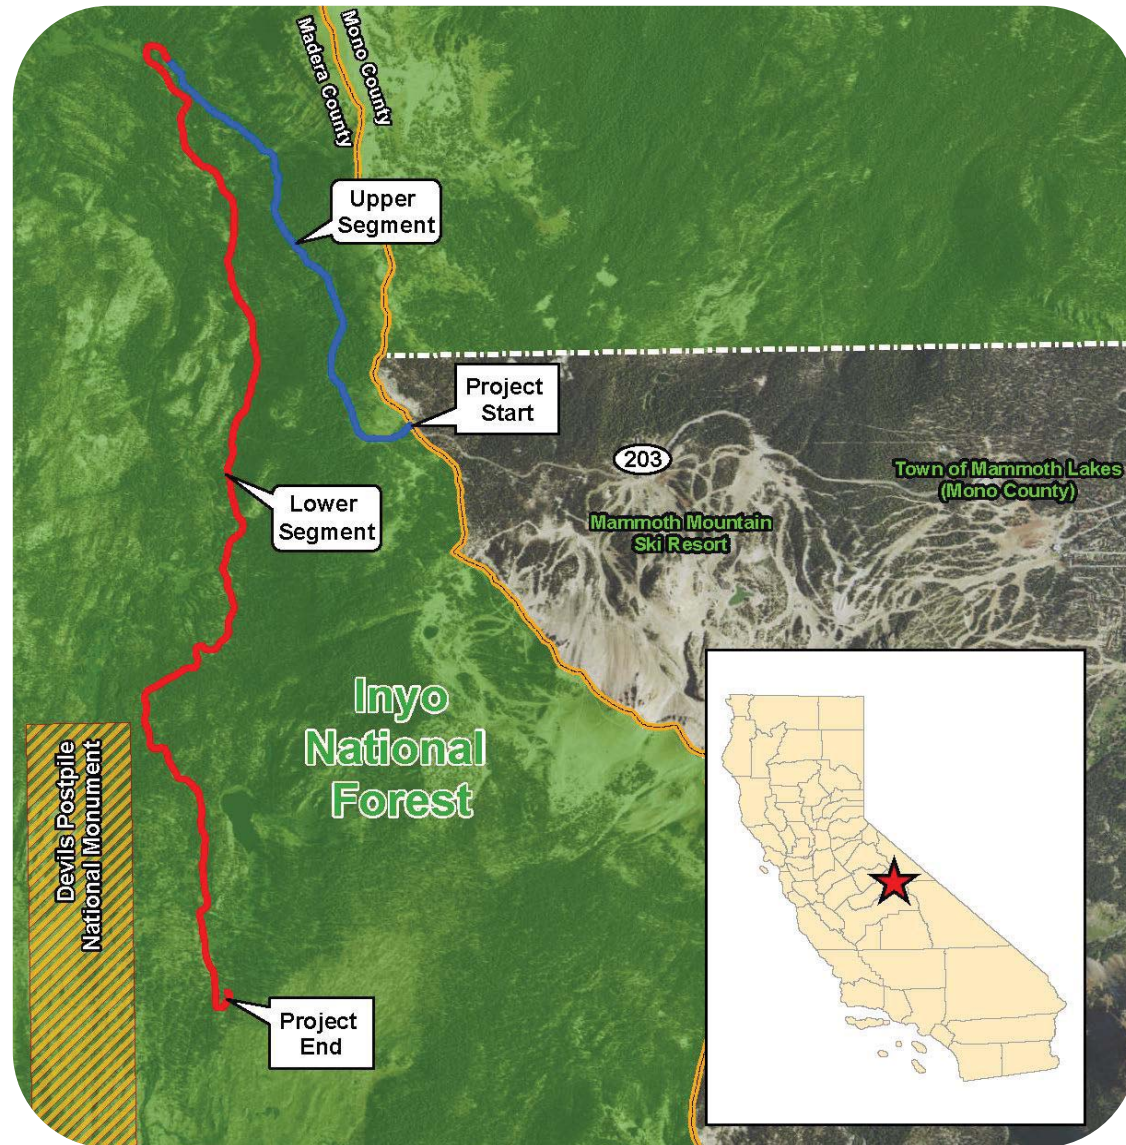 Mono County
Madera County
Upper
Segment
Project
Start
203
Town of Mammoth Lakes
(Mono County)
Lower
Segment
Mammoth Mountain
Ski Resort
Inyo
National
Forest
Devils Postpile
National Monument
Project
End